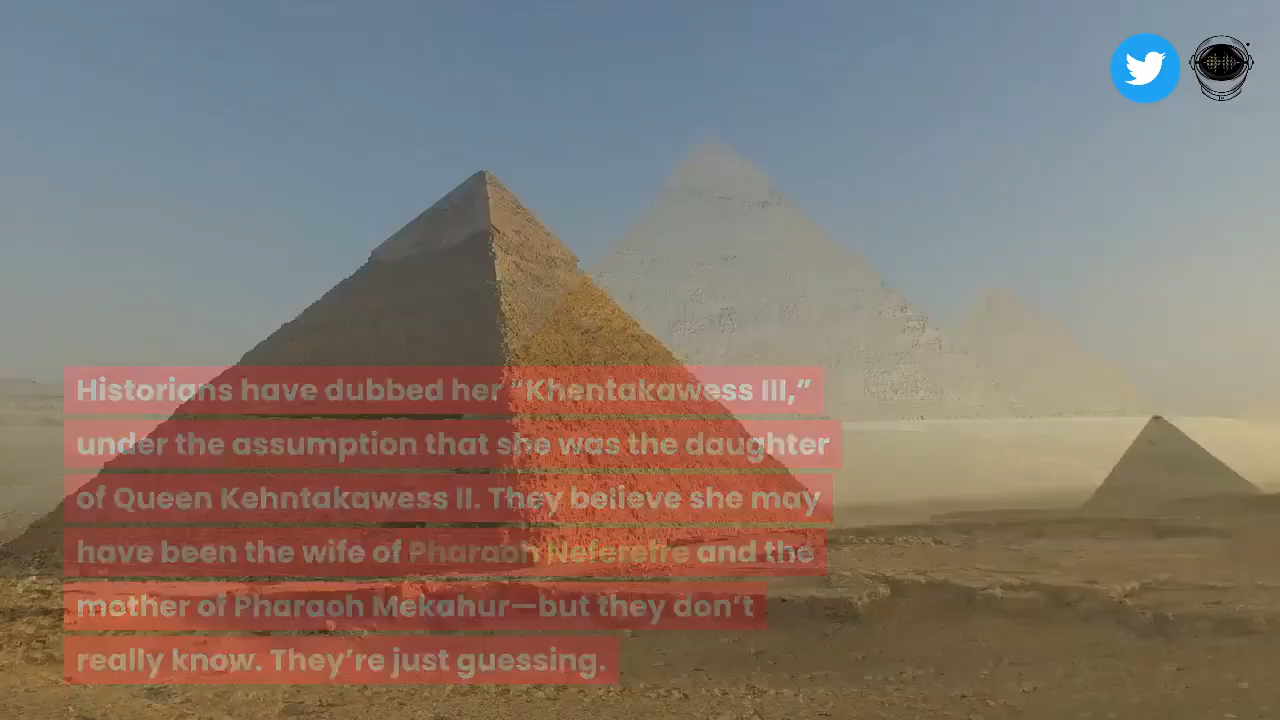 Historians have dubbed her “Khentakawess III,”
under the assumption that she was the daughter
of Queen Kehntakawess II. They believe she may
have been the wife of Pharaoh Neferefre and the
mother of Pharaoh Mekahur—but they don’t
really know. They’re just guessing.